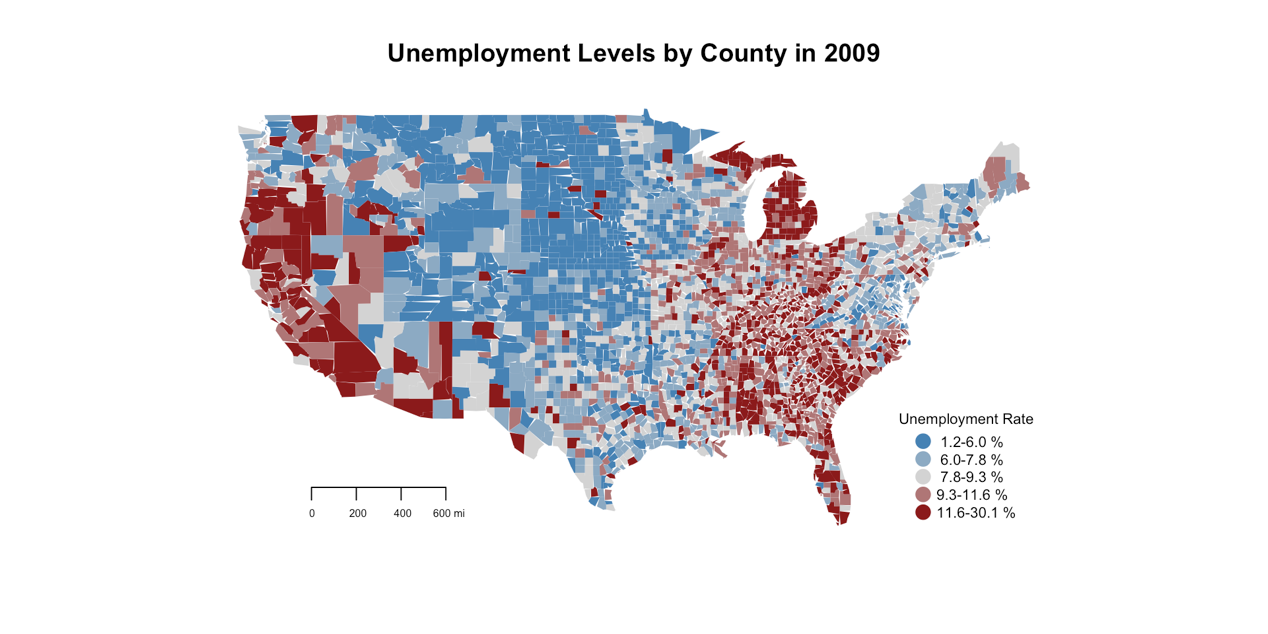 Unemployment Levels by County in 2009
Unemployment Rate
1.2-6.0 %
6.0-7.8 %
7.8-9.3 %
9.3-11.6 %
11.6-30.1 %
0 200 400 600 mi